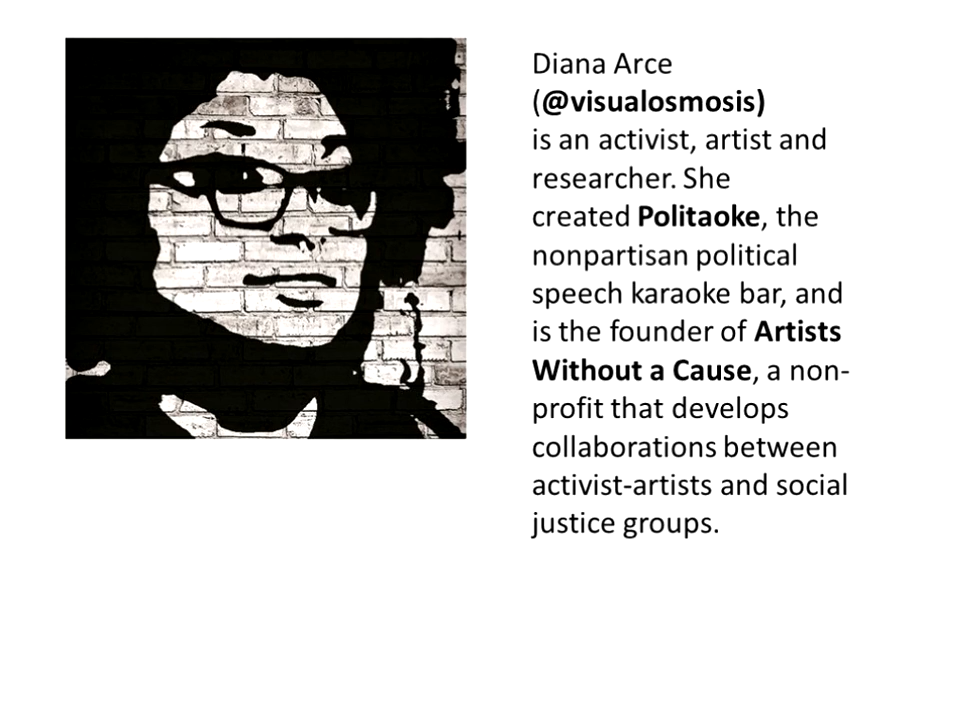 Diana Arce
(@visualosmosis)
is an activist, artist and
researcher. She
created Politaoke, the
nonpartisan political
speech karaoke bar, and
is the founder of Artists
Without a Cause, a non-
profit that develops
collaborations between
activist-artists and social
justice groups.